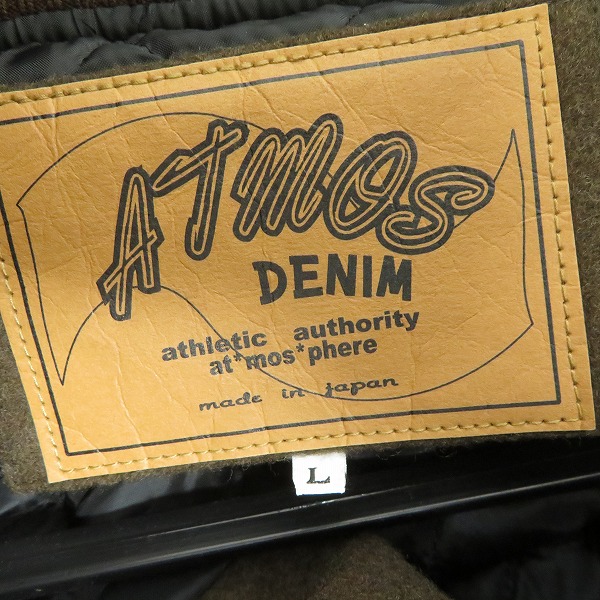 ATMOS
DENIM
athletic authority
at*mos*phere
made in japan
L